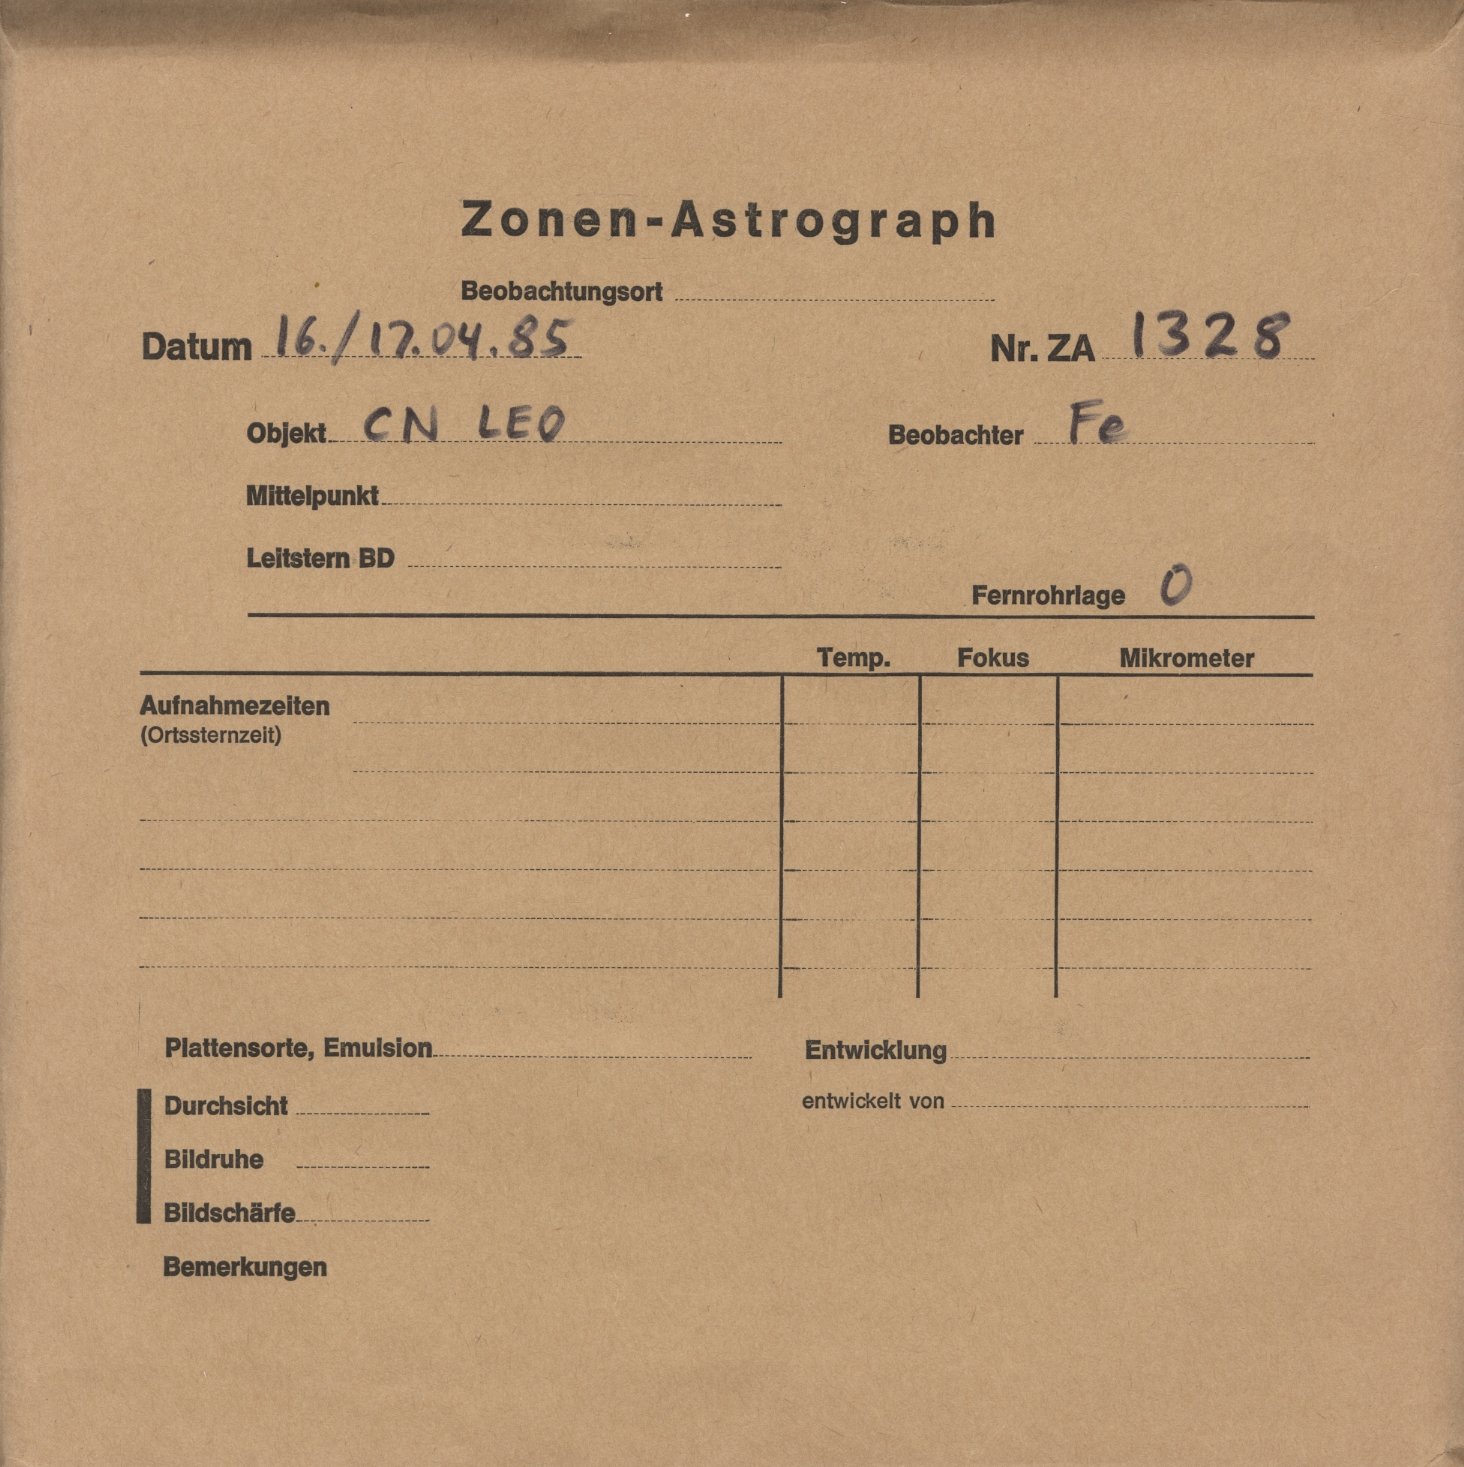 Zonen-Astrograph
Beobachtungsort
Datum 16./17.04.85 Nr. ZA 1328
Objekt CN LEO Beobachter Fe
Mittelpunkt
Leitstern BD
Fernrohrlage O
Temp. Fokus Mikrometer
Aufnahmezeiten
(Ortssternzeit)
Plattensorte, Emulsion Entwicklung
Durchsicht entwickelt von
Bildruhe
Bildschärfe
Bemerkungen